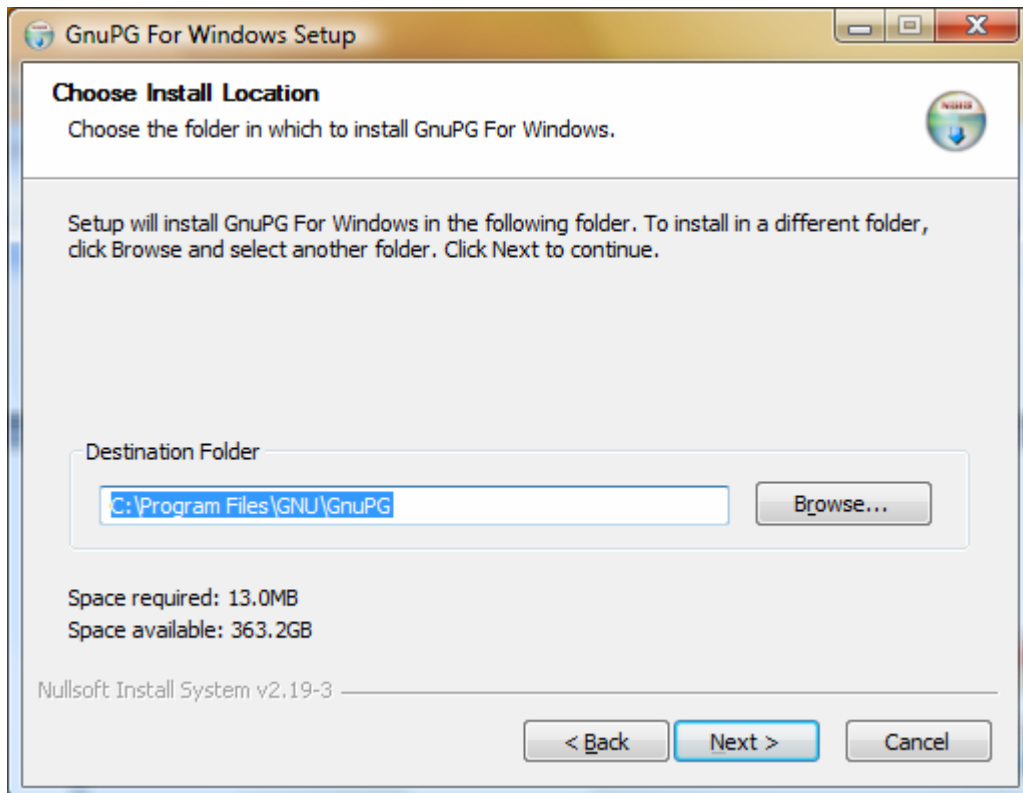 GnuPG For Windows Setup
Choose Install Location
Choose the folder in which to install GnuPG For Windows.
Setup will install GnuPG For Windows in the following folder. To install in a different folder,
click Browse and select another folder. Click Next to continue.
Destination Folder
C:\Program Files\GNU\GnuPG
Browse...
Space required: 13.0MB
Space available: 363.2GB
Nullsoft Install System v2.19-3
< Back
Next >
Cancel